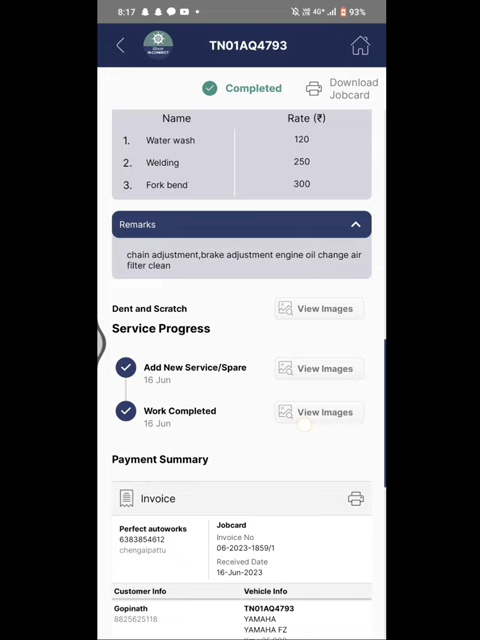 8:17
4G+
93%
TN01AQ4793
Completed
Download
Jobcard
Name Rate (₹)
1. Water wash 120
2. Welding 250
3. Fork bend 300
Remarks
chain adjustment,brake adjustment engine oil change air
filter clean
Dent and Scratch View Images
Service Progress
Add New Service/Spare View Images
16 Jun
Work Completed View Images
16 Jun
Payment Summary
Invoice
Perfect autoworks
6383854612
chengalpattu
Jobcard
Invoice No
06-2023-1859/1
Received Date
16-Jun-2023
Customer Info Vehicle Info
Gopinath TN01AQ4793
8825625118 YAMAHA
YAMAHA FZ